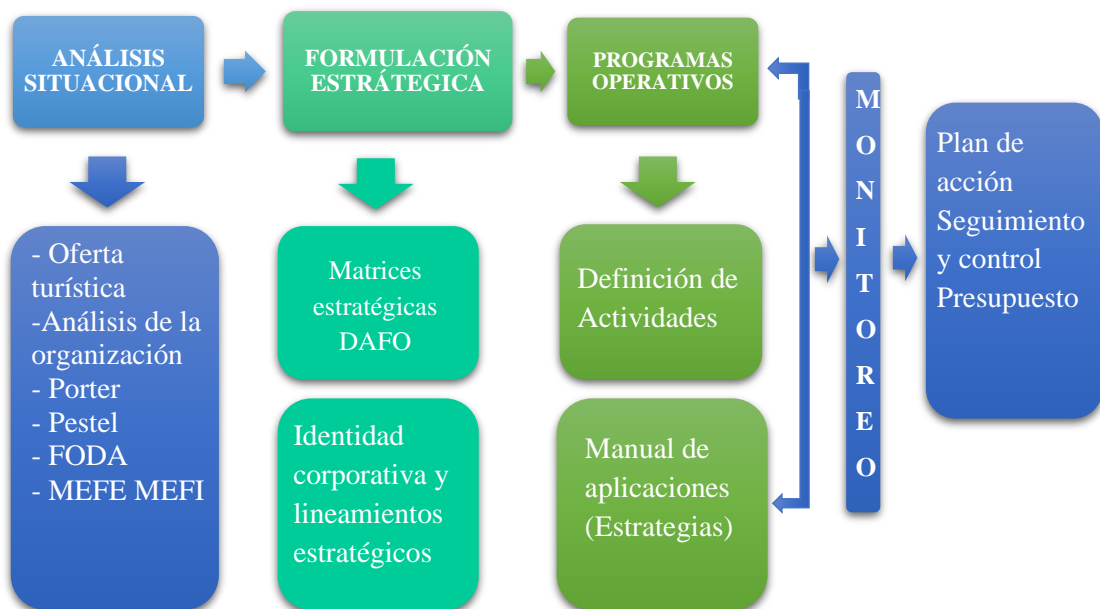 ANÁLISIS
SITUACIONAL
FORMULACIÓN
ESTRÁTEGICA
PROGRAMAS
OPERATIVOS
- Oferta
turística
-Análisis de la
organización
- Porter
- Pestel
- FODA
- MEFE MEFI
Matrices
estratégicas
DAFO
Identidad
corporativa y
lineamientos
estratégicos
Definición de
Actividades
Manual de
aplicaciones
(Estrategias)
M
O
N
I
T
O
R
E
O
Plan de
acción
Seguimiento
y control
Presupuesto